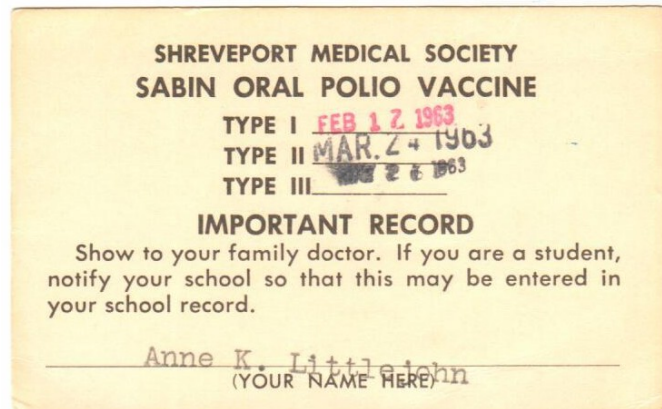 SHREVEPORT MEDICAL SOCIETY
SABIN ORAL POLIO VACCINE
TYPE I FEB 17 1963
TYPE II MAR. 24 1963
TYPE III 26 1963
IMPORTANT RECORD
Show to your family doctor. If you are a student,
notify your school so that this may be entered in
your school record.
Anne K. Littlejohn
(YOUR NAME HERE)